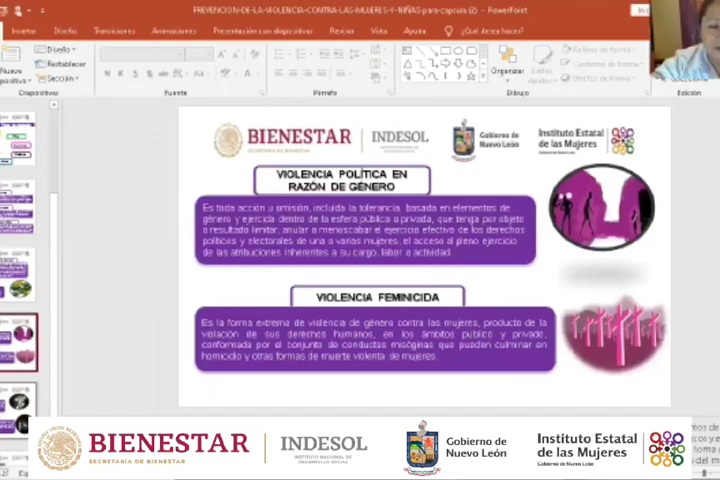 PREVENCION-DE-LA-VIOLENCIA-CONTRA-LAS-MUJERES-Y-NIÑAS-para-capsula (2) - PowerPoint
Insertar Diseño Transiciones Animaciones Presentación con diapositivas Revisar Vista Ayuda ¿Qué desea hacer?
Diseño
Restablecer
Sección
Nueva
Organizar
Estilos
rápidos
Relleno de forma
Contorno de forma
Efectos de forma
Diapositivas Fuente Párrafo Dibujo Edición
BIENESTAR
SECRETARÍA DE BIENESTAR
INDESOL
Gobierno de
Nuevo León
Instituto Estatal
de las Mujeres
Gobierno de Nuevo León
VIOLENCIA POLÍTICA EN
RAZÓN DE GÉNERO
Es toda acción u omisión, incluida la tolerancia, basada en elementos de
género y ejercida dentro de la esfera pública o privada, que tenga por objeto
o resultado limitar, anular o menoscabar el ejercicio efectivo de los derechos
políticos y electorales de una o varias mujeres, el acceso al pleno ejercicio
de las atribuciones inherentes a su cargo, labor o actividad.
VIOLENCIA FEMINICIDA
Es la forma extrema de violencia de género contra las mujeres, producto de la
violación de sus derechos humanos, en los ámbitos público y privado,
conformada por el conjunto de conductas misóginas que pueden culminar en
homicidio y otras formas de muerte violenta de mujeres.
BIENESTAR
SECRETARÍA DE BIENESTAR
INDESOL
INSTITUTO NACIONAL DE
DESARROLLO SOCIAL
Gobierno de
Nuevo León
Instituto Estatal
de las Mujeres
Gobierno de Nuevo León